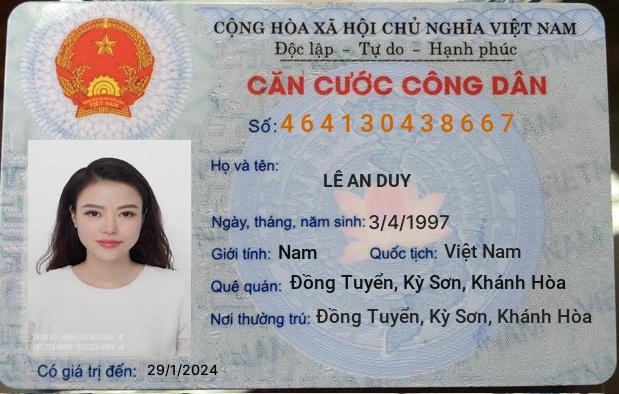 CỘNG HÒA XÃ HỘI CHỦ NGHĨA VIỆT NAM
Độc lập - Tự do - Hạnh phúc
CĂN CƯỚC CÔNG DÂN
Số: 464130438667
Họ và tên:
LÊ AN DUY
Ngày, tháng, năm sinh: 3/4/1997
Giới tính: Nam Quốc tịch: Việt Nam
Quê quán: Đồng Tuyển, Kỳ Sơn, Khánh Hòa
Nơi thường trú: Đồng Tuyển, Kỳ Sơn, Khánh Hòa
Có giá trị đến: 29/1/2024
VIỆT NAM